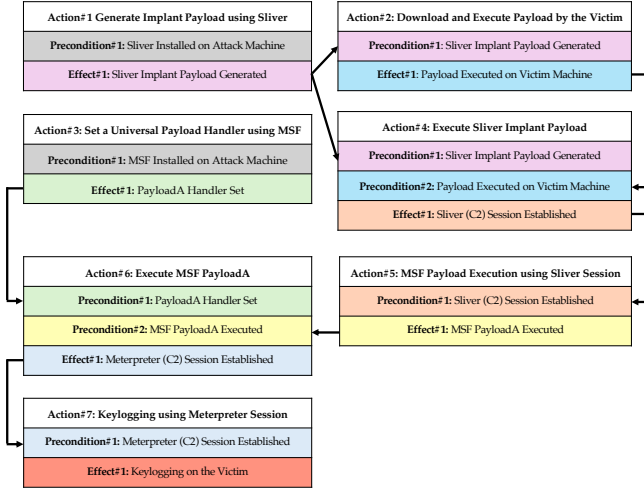 Action#1 Generate Implant Payload using Sliver
Precondition#1: Sliver Installed on Attack Machine
Effect#1: Sliver Implant Payload Generated
Action#2: Download and Execute Payload by the Victim
Precondition#1: Sliver Implant Payload Generated
Effect#1: Payload Executed on Victim Machine
Action#3: Set a Universal Payload Handler using MSF
Precondition#1: MSF Installed on Attack Machine
Effect#1: PayloadA Handler Set
Action#4: Execute Sliver Implant Payload
Precondition#1: Sliver Implant Payload Generated
Precondition#2: Payload Executed on Victim Machine
Effect#1: Sliver (C2) Session Established
Action#6: Execute MSF PayloadA
Precondition#1: PayloadA Handler Set
Precondition#2: MSF PayloadA Executed
Effect#1: Meterpreter (C2) Session Established
Action#5: MSF Payload Execution using Sliver Session
Precondition#1: Sliver (C2) Session Established
Effect#1: MSF PayloadA Executed
Action#7: Keylogging using Meterpreter Session
Precondition#1: Meterpreter (C2) Session Established
Effect#1: Keylogging on the Victim